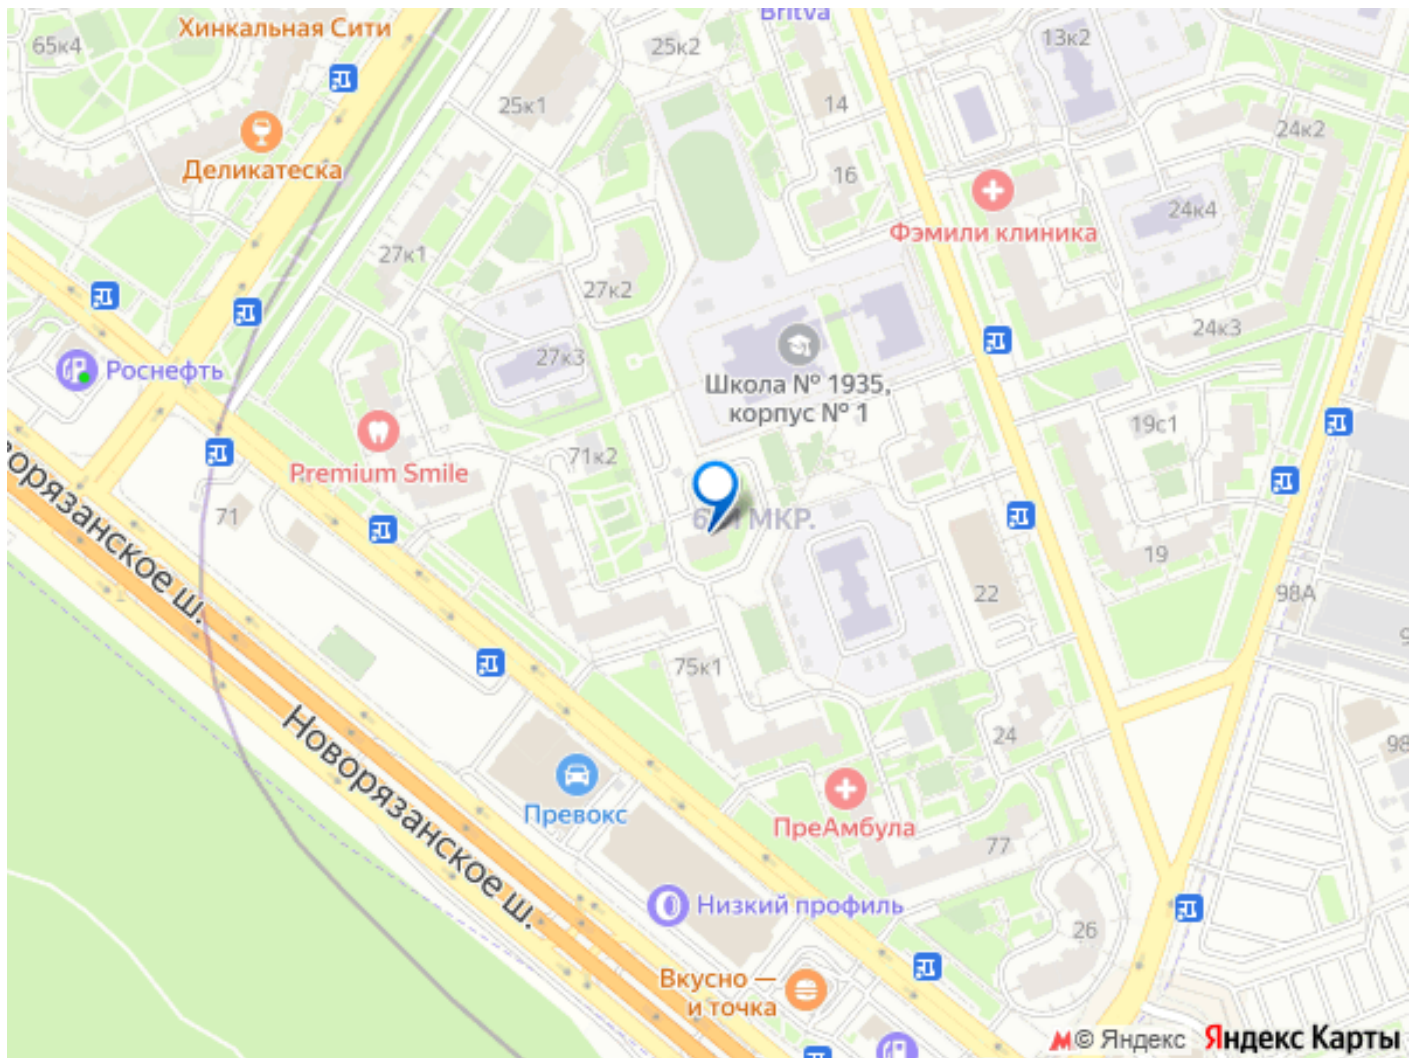 Britva
Хинкальная Сити
65к4
25к2
13к2
25к1
14
24к2
Деликатеска
16
24к4
Фэмили клиника
27к1
27к2
24к3
27к3
Роснефть
Школа № 1935,
корпус № 1
19с1
71к2
Premium Smile
71
МКР.
19
22
98А
75к1
24
98
Превокс
ПреАмбула
77
Новорязанское ш.
Низкий профиль
26
Вкусно —
и точка
© Яндекс Яндекс Карты